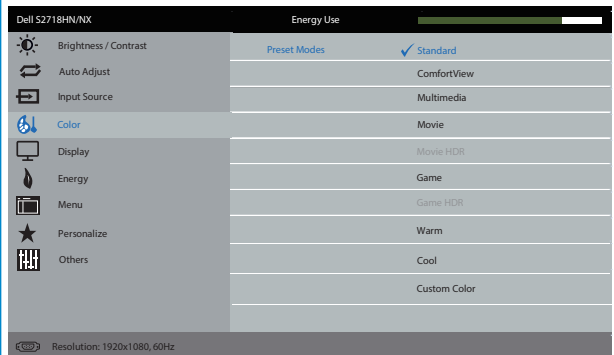 Dell S2718HN/NX Energy Use
Brightness / Contrast
Auto Adjust
Input Source
Color
Display
Energy
Menu
Personalize
Others
Preset Modes
Standard
ComfortView
Multimedia
Movie
Movie HDR
Game
Game HDR
Warm
Cool
Custom Color
Resolution: 1920x1080, 60Hz